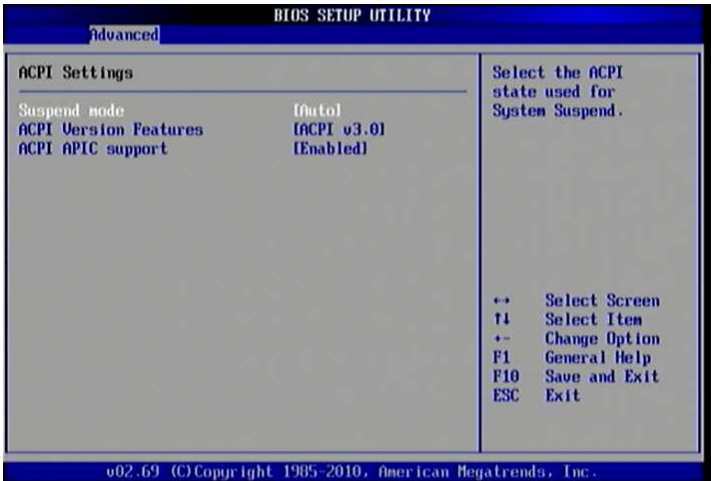 BIOS SETUP UTILITY
Advanced
ACPI Settings
Suspend mode [Auto]
ACPI Version Features [ACPI v3.0]
ACPI APIC support [Enabled]
Select the ACPI
state used for
System Suspend.
↔ Select Screen
↑↓ Select Item
+- Change Option
F1 General Help
F10 Save and Exit
ESC Exit
v02.69 (C)Copyright 1985-2010, American Megatrends, Inc.